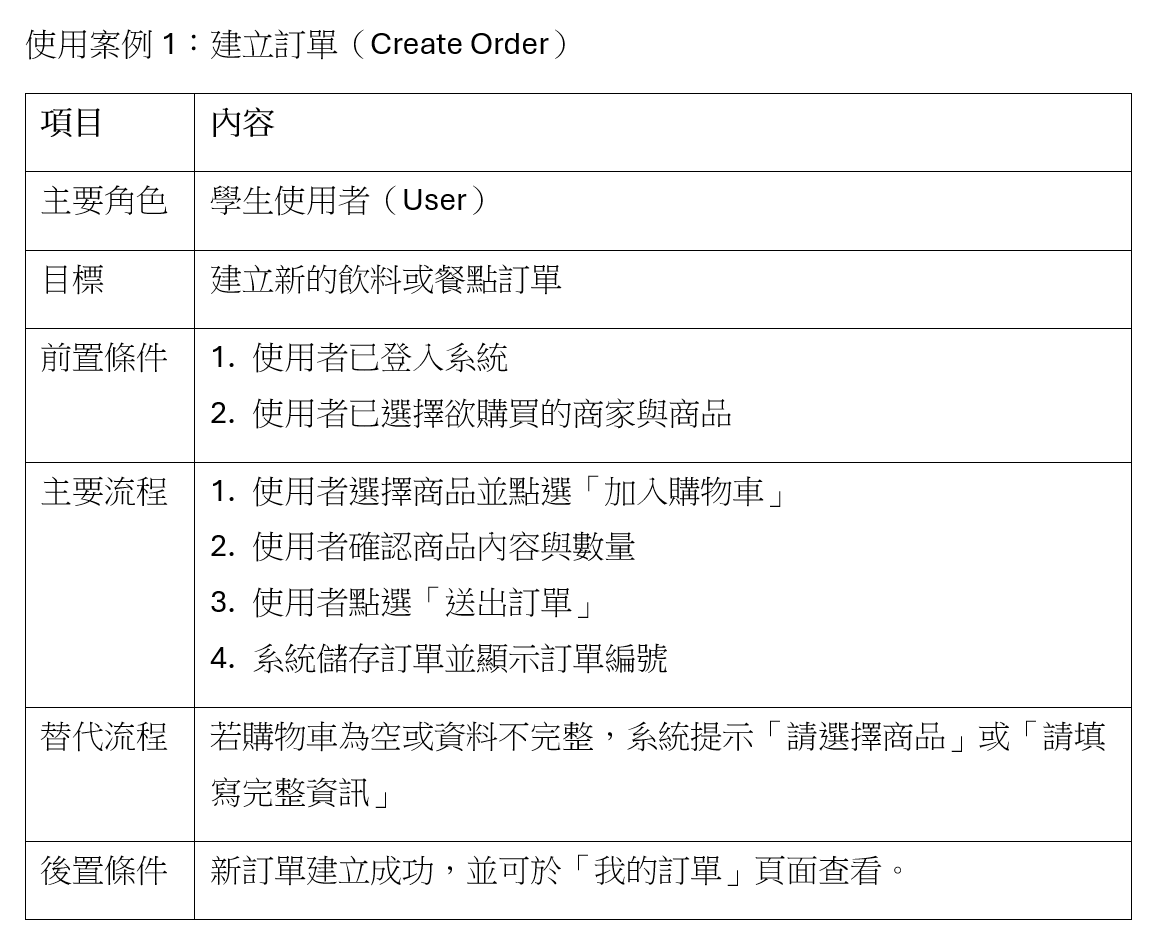 使用案例 1：建立訂單（Create Order）
項目 內容
主要角色 學生使用者（User）
目標 建立新的飲料或餐點訂單
前置條件 1. 使用者已登入系統
2. 使用者已選擇欲購買的商家與商品
主要流程 1. 使用者選擇商品並點選「加入購物車」
2. 使用者確認商品內容與數量
3. 使用者點選「送出訂單」
4. 系統儲存訂單並顯示訂單編號
替代流程 若購物車為空或資料不完整，系統提示「請選擇商品」或「請填
寫完整資訊」
後置條件 新訂單建立成功，並可於「我的訂單」頁面查看。